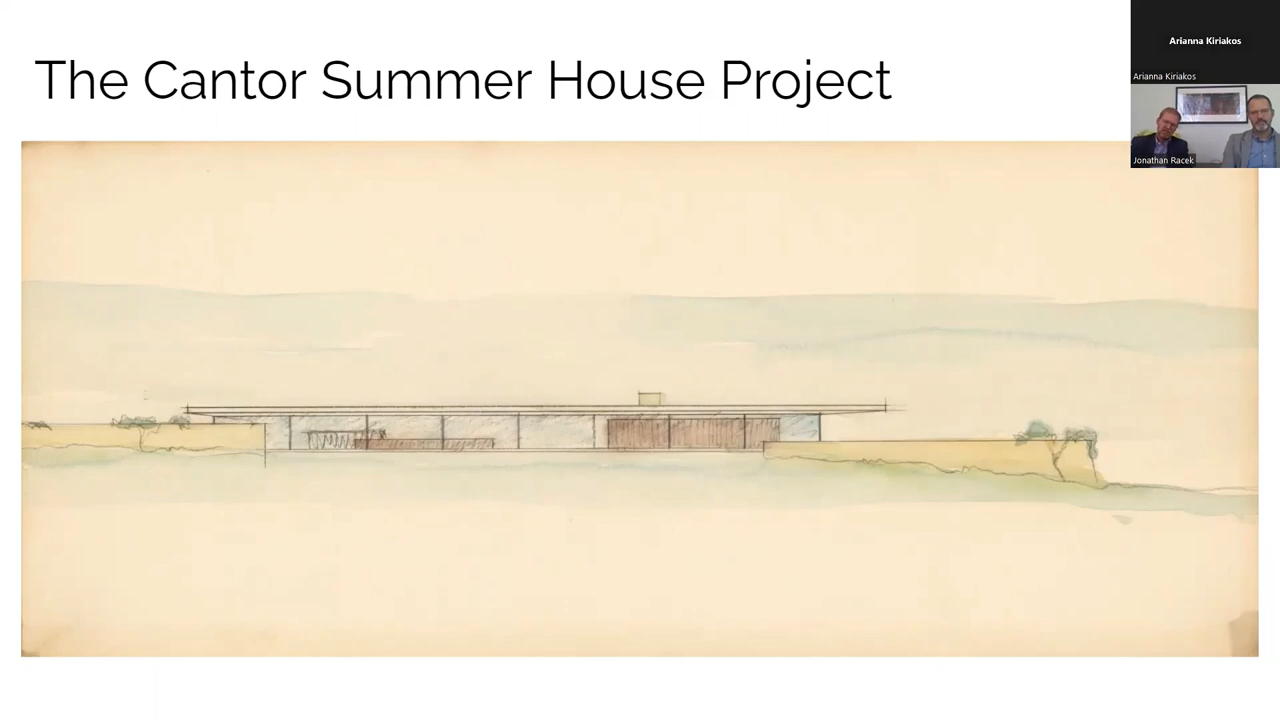 The Cantor Summer House Project
Arianna Kiriakos
Arianna Kiriakos
Jonathan Racek